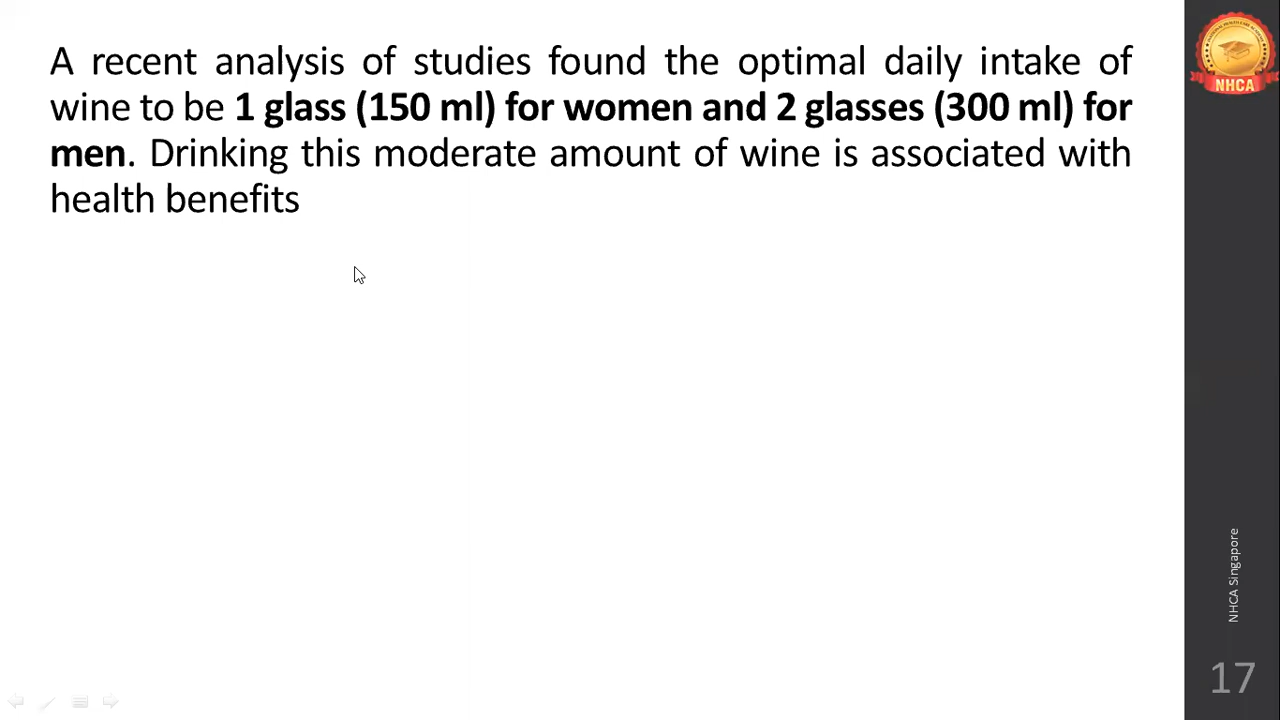 A recent analysis of studies found the optimal daily intake of
wine to be 1 glass (150 ml) for women and 2 glasses (300 ml) for
men. Drinking this moderate amount of wine is associated with
health benefits
NHCA
NHCA Singapore
17